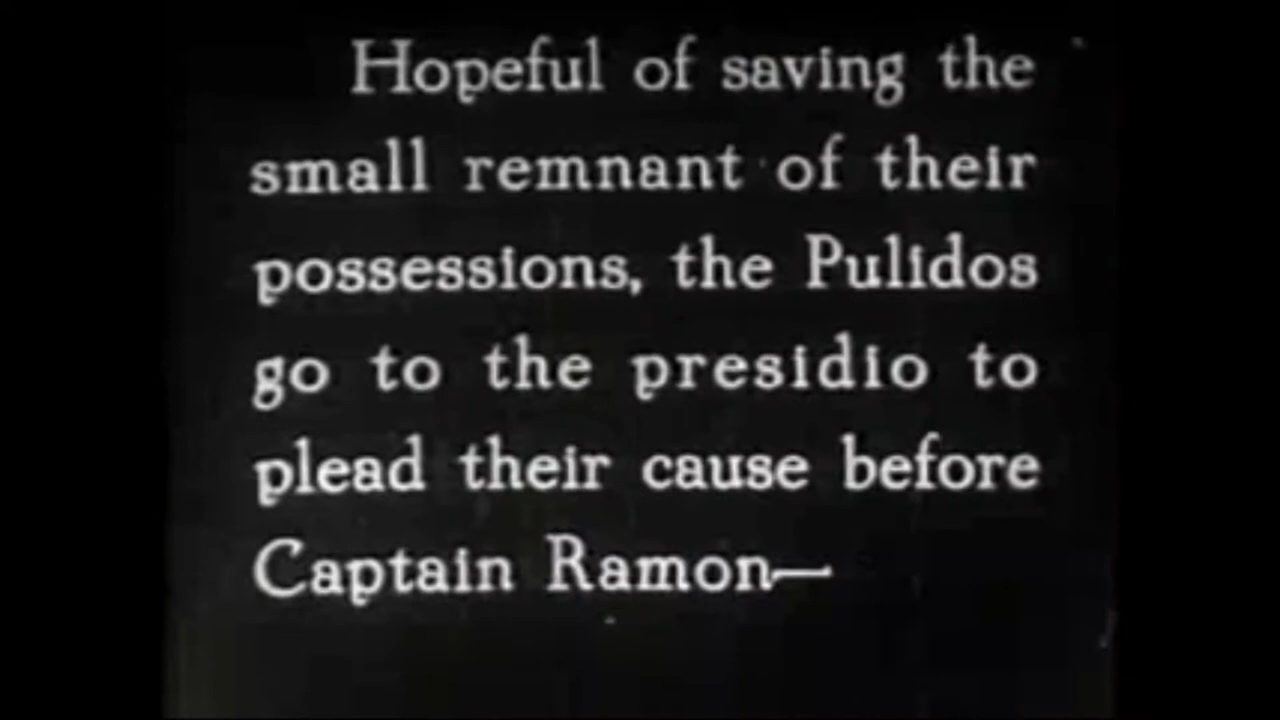 Hopeful of saving the
small remnant of their
possessions, the Pulidos
go to the presidio to
plead their cause before
Captain Ramon—